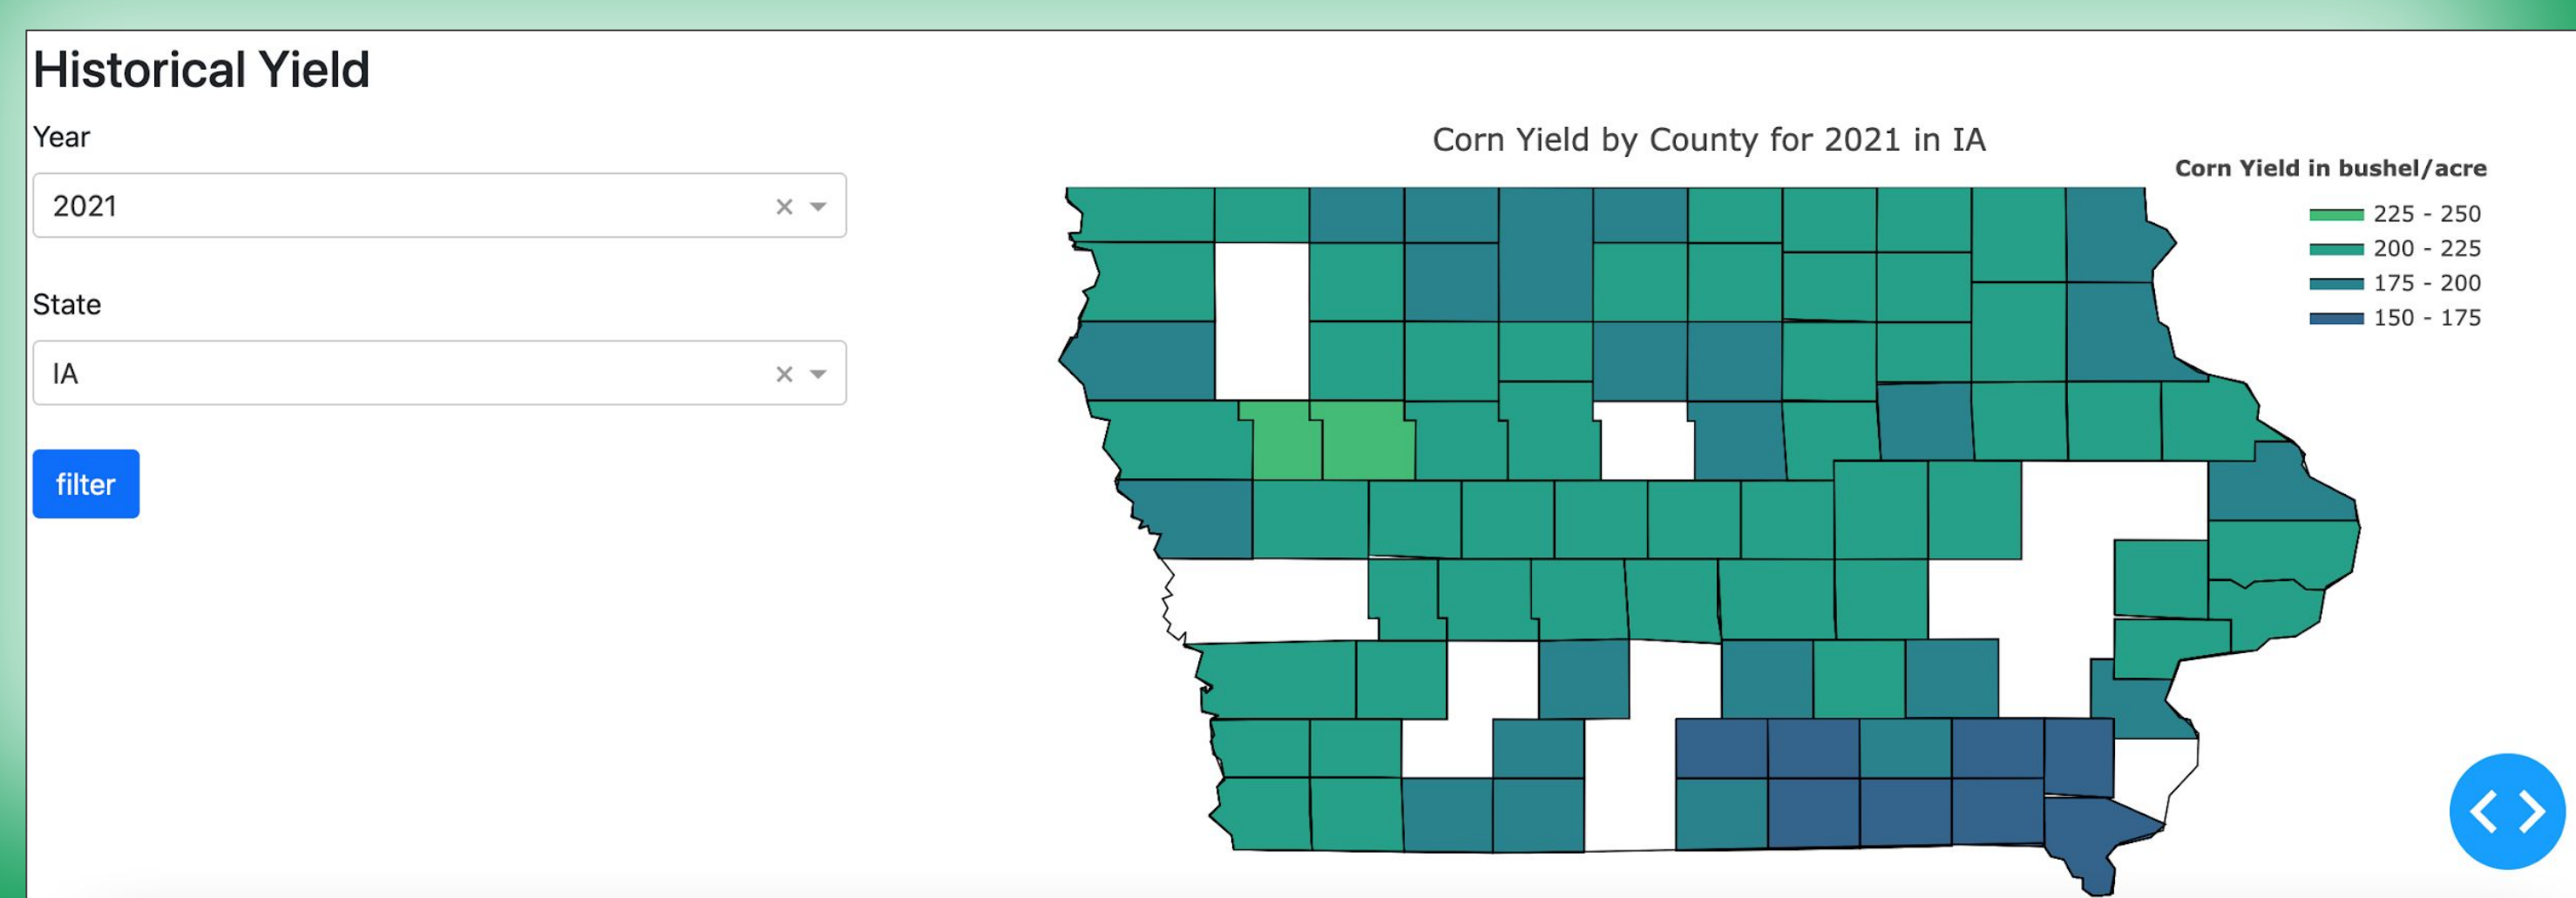 Historical Yield
Year
2021
State
IA
filter
Corn Yield by County for 2021 in IA
Corn Yield in bushel/acre
225 - 250
200 - 225
175 - 200
150 - 175